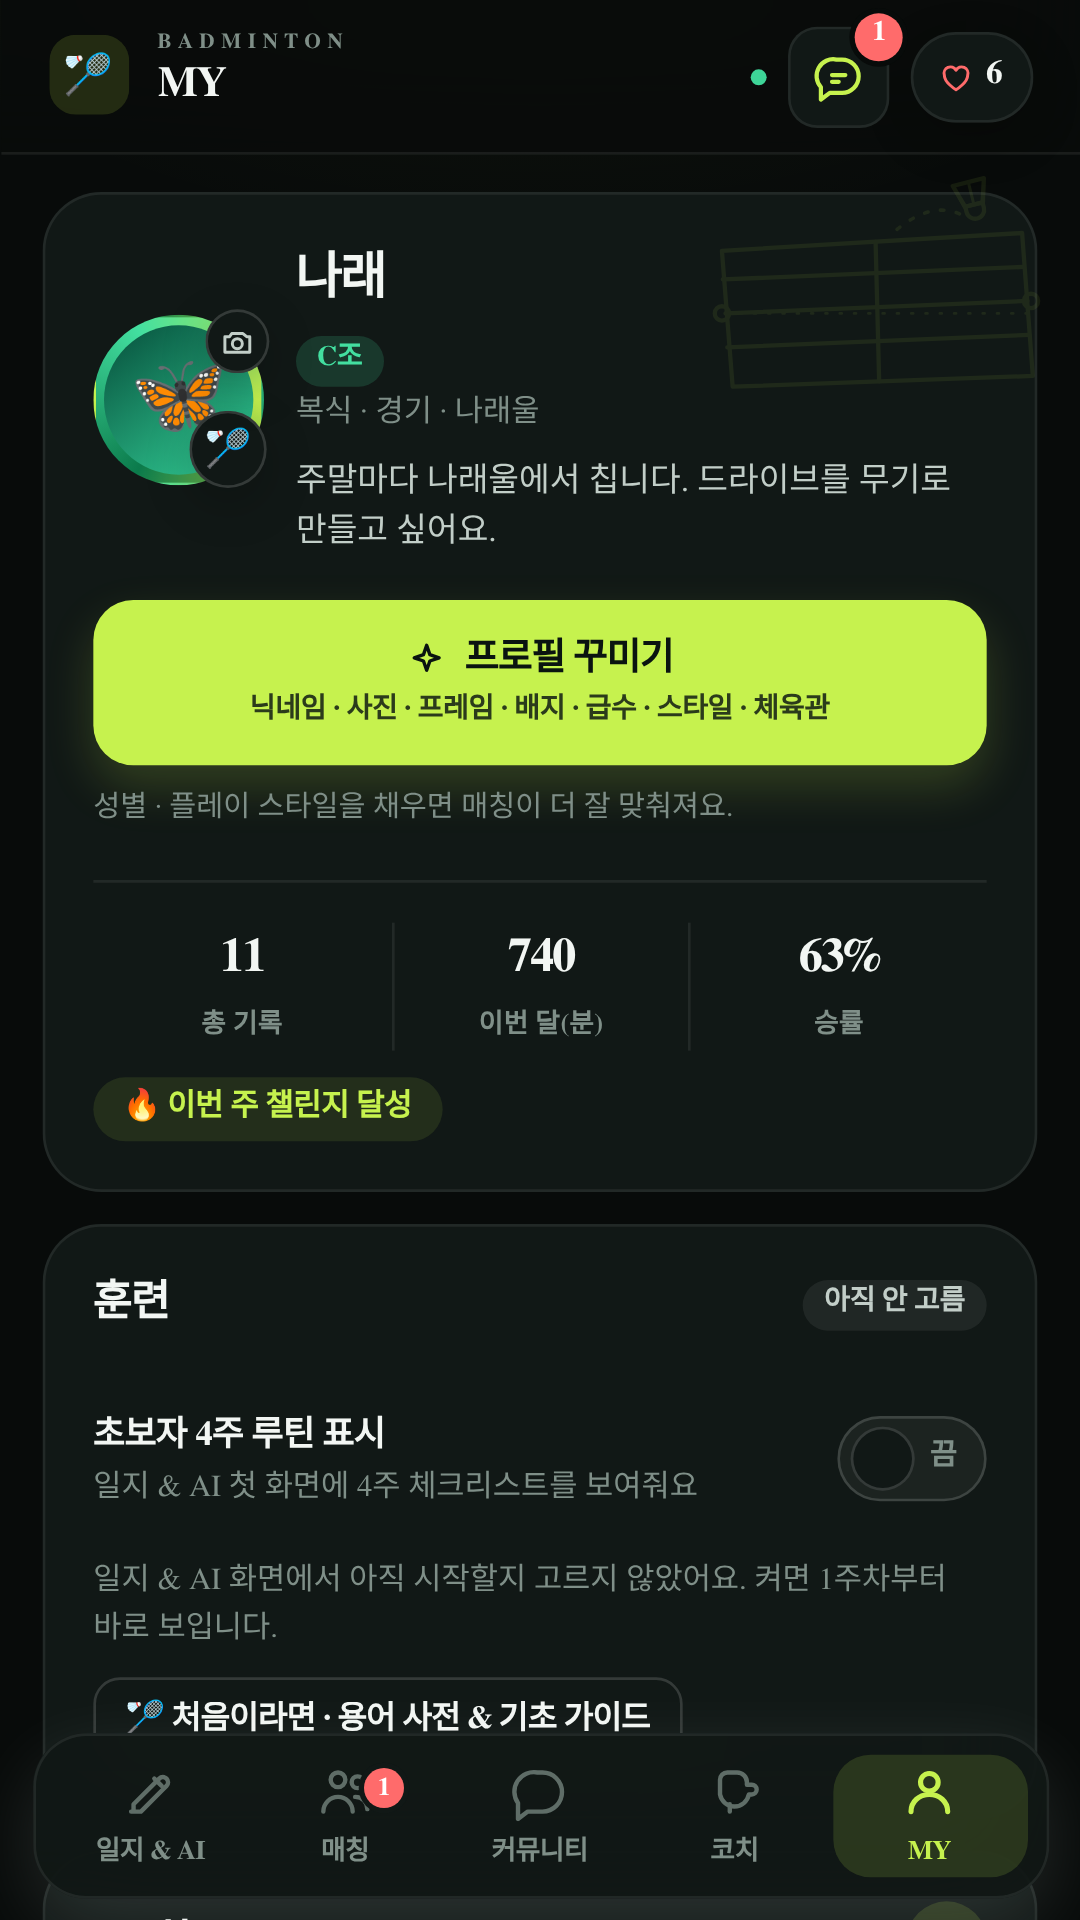 BADMINTON
MY
1
6
나래
C조
복식 · 경기 · 나래울
주말마다 나래울에서 칩니다. 드라이브를 무기로
만들고 싶어요.
프로필 꾸미기
닉네임 · 사진 · 프레임 · 배지 · 급수 · 스타일 · 체육관
성별 · 플레이 스타일을 채우면 매칭이 더 잘 맞춰져요.
11
740
63%
총 기록
이번 달(분)
승률
이번 주 챌린지 달성
훈련
아직 안 고름
초보자 4주 루틴 표시
끔
일지 & AI 첫 화면에 4주 체크리스트를 보여줘요
일지 & AI 화면에서 아직 시작할지 고르지 않았어요. 켜면 1주차부터
바로 보입니다.
처음이라면 · 용어 사전 & 기초 가이드
1
일지 & AI
매칭
커뮤니티
코치
MY